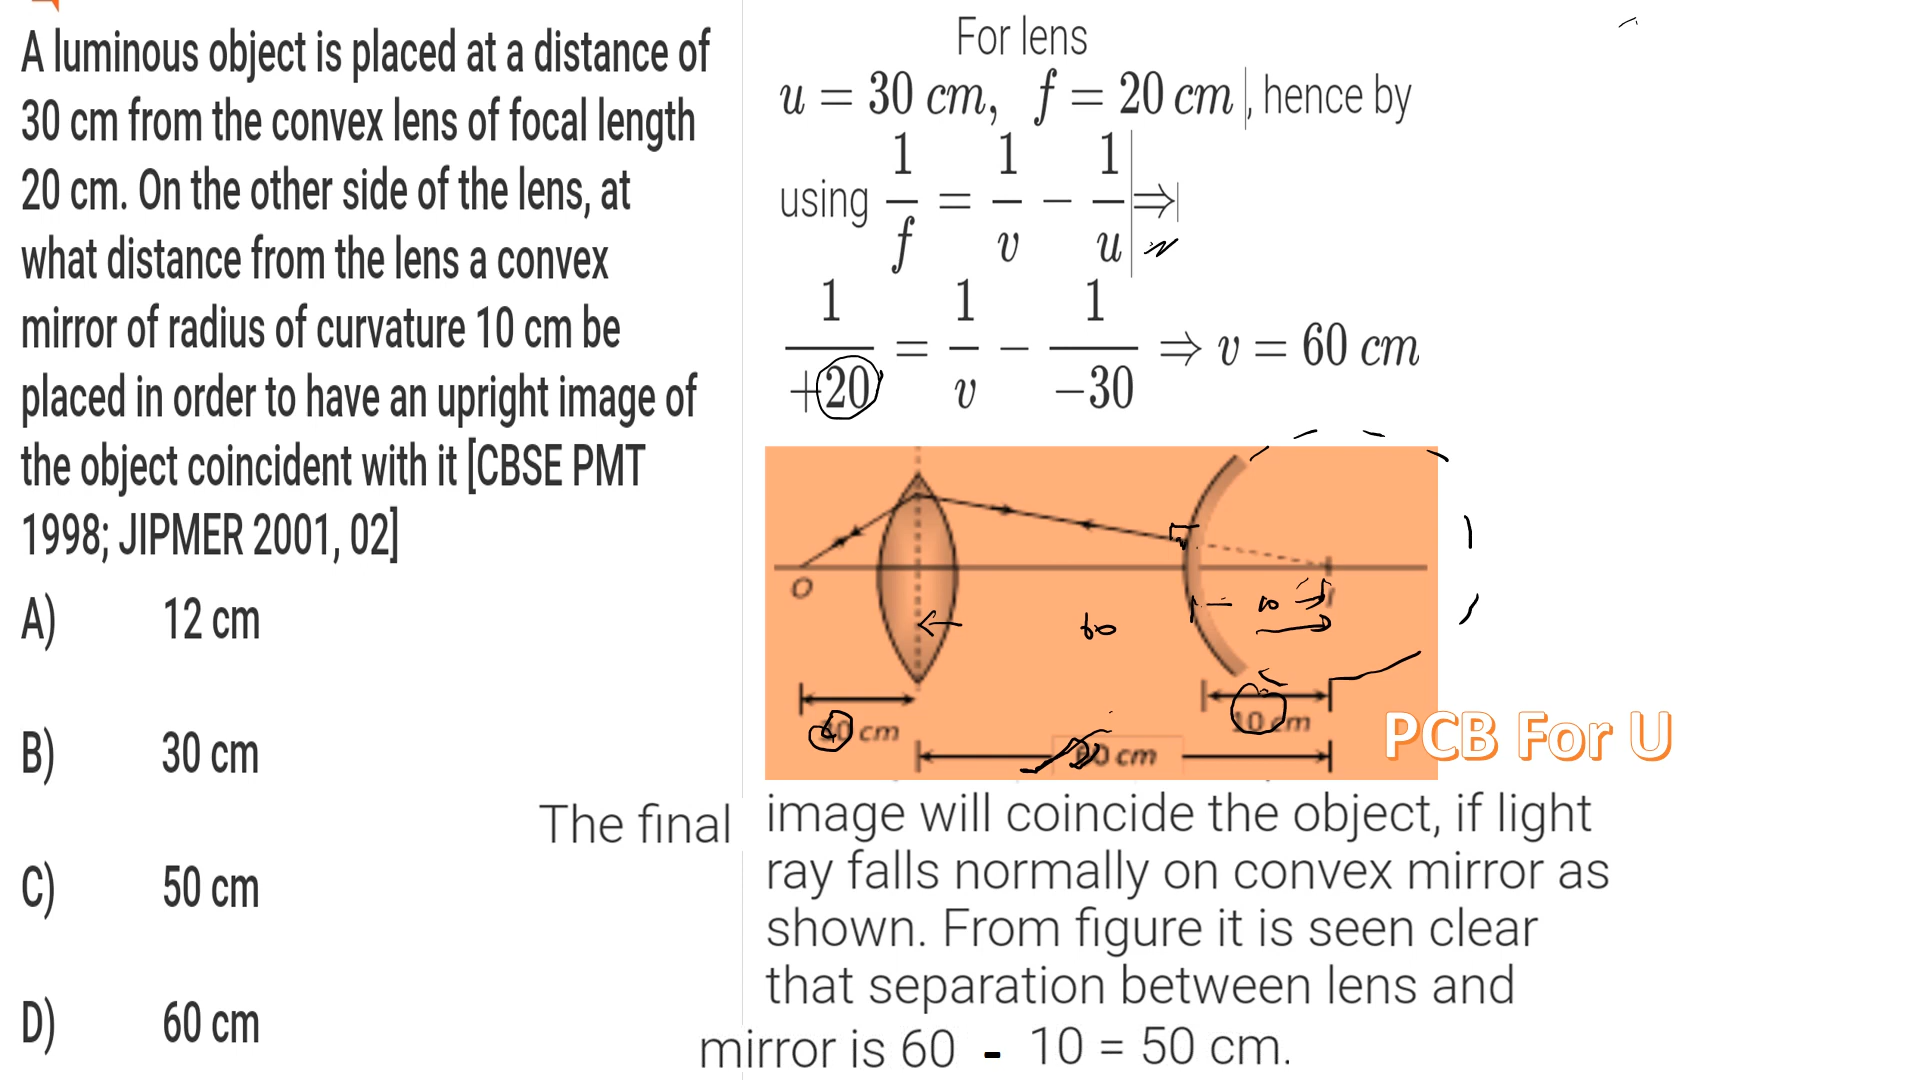 A luminous object is placed at a distance of
30 cm from the convex lens of focal length
20 cm. On the other side of the lens, at
what distance from the lens a convex
mirror of radius of curvature 10 cm be
placed in order to have an upright image of
the object coincident with it [CBSE PMT
1998; JIPMER 2001, 02]
A) 12 cm
B) 30 cm
C) 50 cm
D) 60 cm
For lens
u = 30 cm, f = 20 cm , hence by
using 1/f = 1/v − 1/u ⇒
1/+20 = 1/v − 1/−30 ⇒ v = 60 cm
O
60
10
cm
10 cm
60 cm
PCB For U
The final image will coincide the object, if light
ray falls normally on convex mirror as
shown. From figure it is seen clear
that separation between lens and
mirror is 60 - 10 = 50 cm.